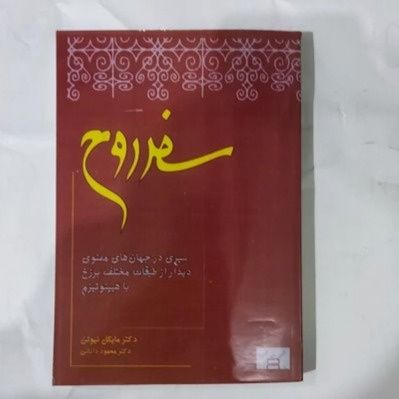 سفر روح
سیری در جهان‌های معنوی
دیدار از طبقات مختلف برزخ
با هیپنوتیزم
دکتر مایکل نیوتن
دکتر محمود دانایی